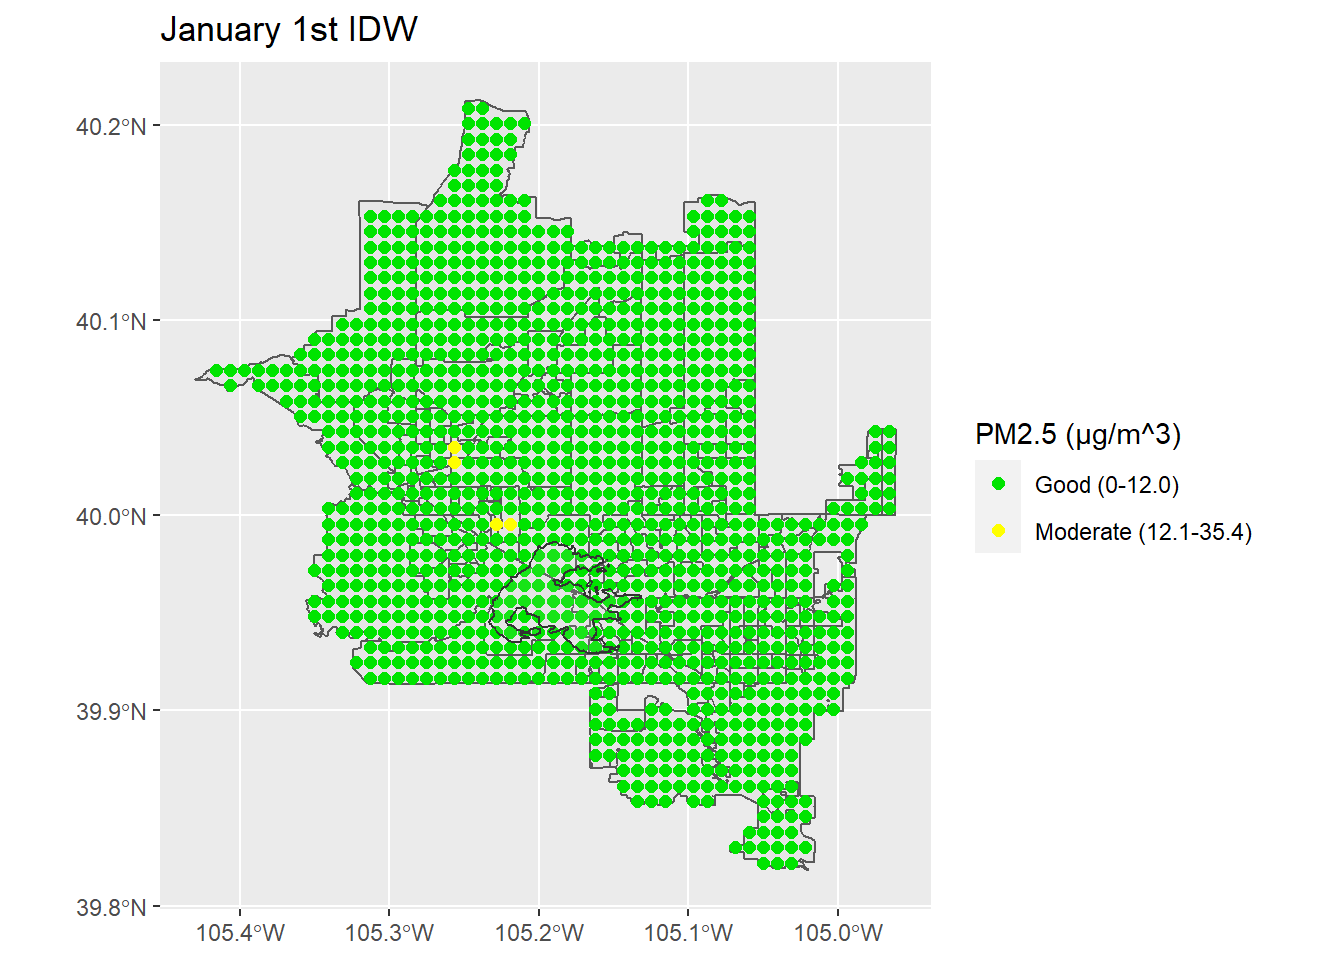 January 1st IDW
40.2°N
40.1°N
40.0°N
39.9°N
39.8°N
105.4°W
105.3°W
105.2°W
105.1°W
105.0°W
PM2.5 (µg/m^3)
Good (0-12.0)
Moderate (12.1-35.4)